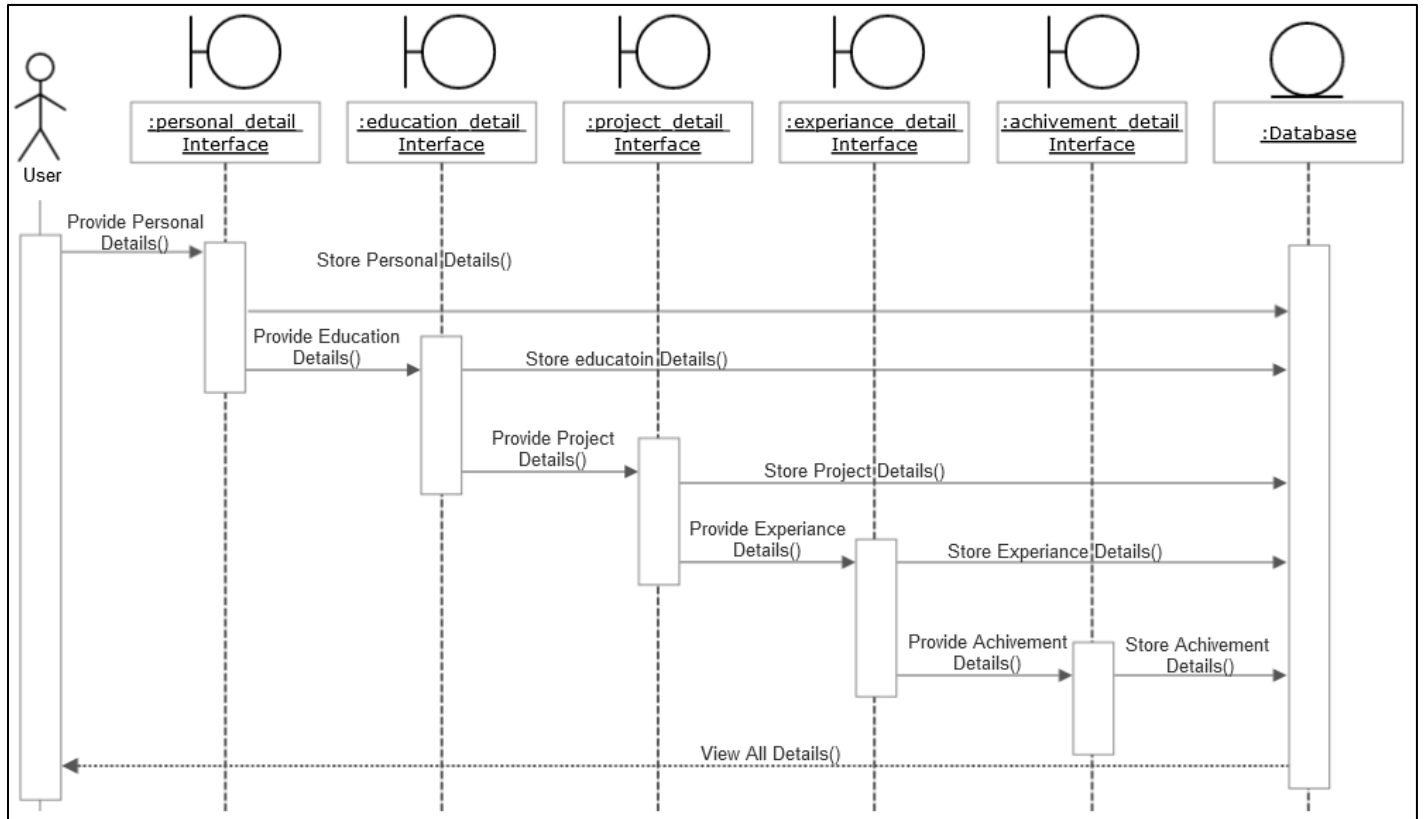 :personal_detail
Interface
:education_detail
Interface
:project_detail
Interface
:experiance_detail
Interface
:achivement_detail
Interface
:Database
User
Provide Personal
Details()
Store Personal Details()
Provide Education
Details()
Store educatoin Details()
Provide Project
Details()
Store Project Details()
Provide Experiance
Details()
Store Experiance Details()
Provide Achivement
Details()
Store Achivement
Details()
View All Details()